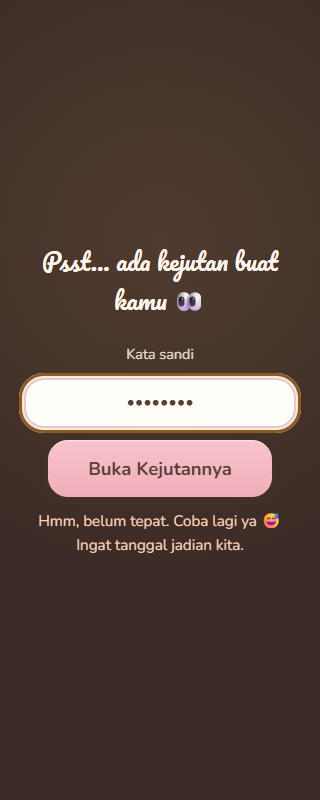 Psst... ada kejutan buat
kamu 👀
Kata sandi
••••••••
Buka Kejutannya
Hmm, belum tepat. Coba lagi ya 😅
Ingat tanggal jadian kita.